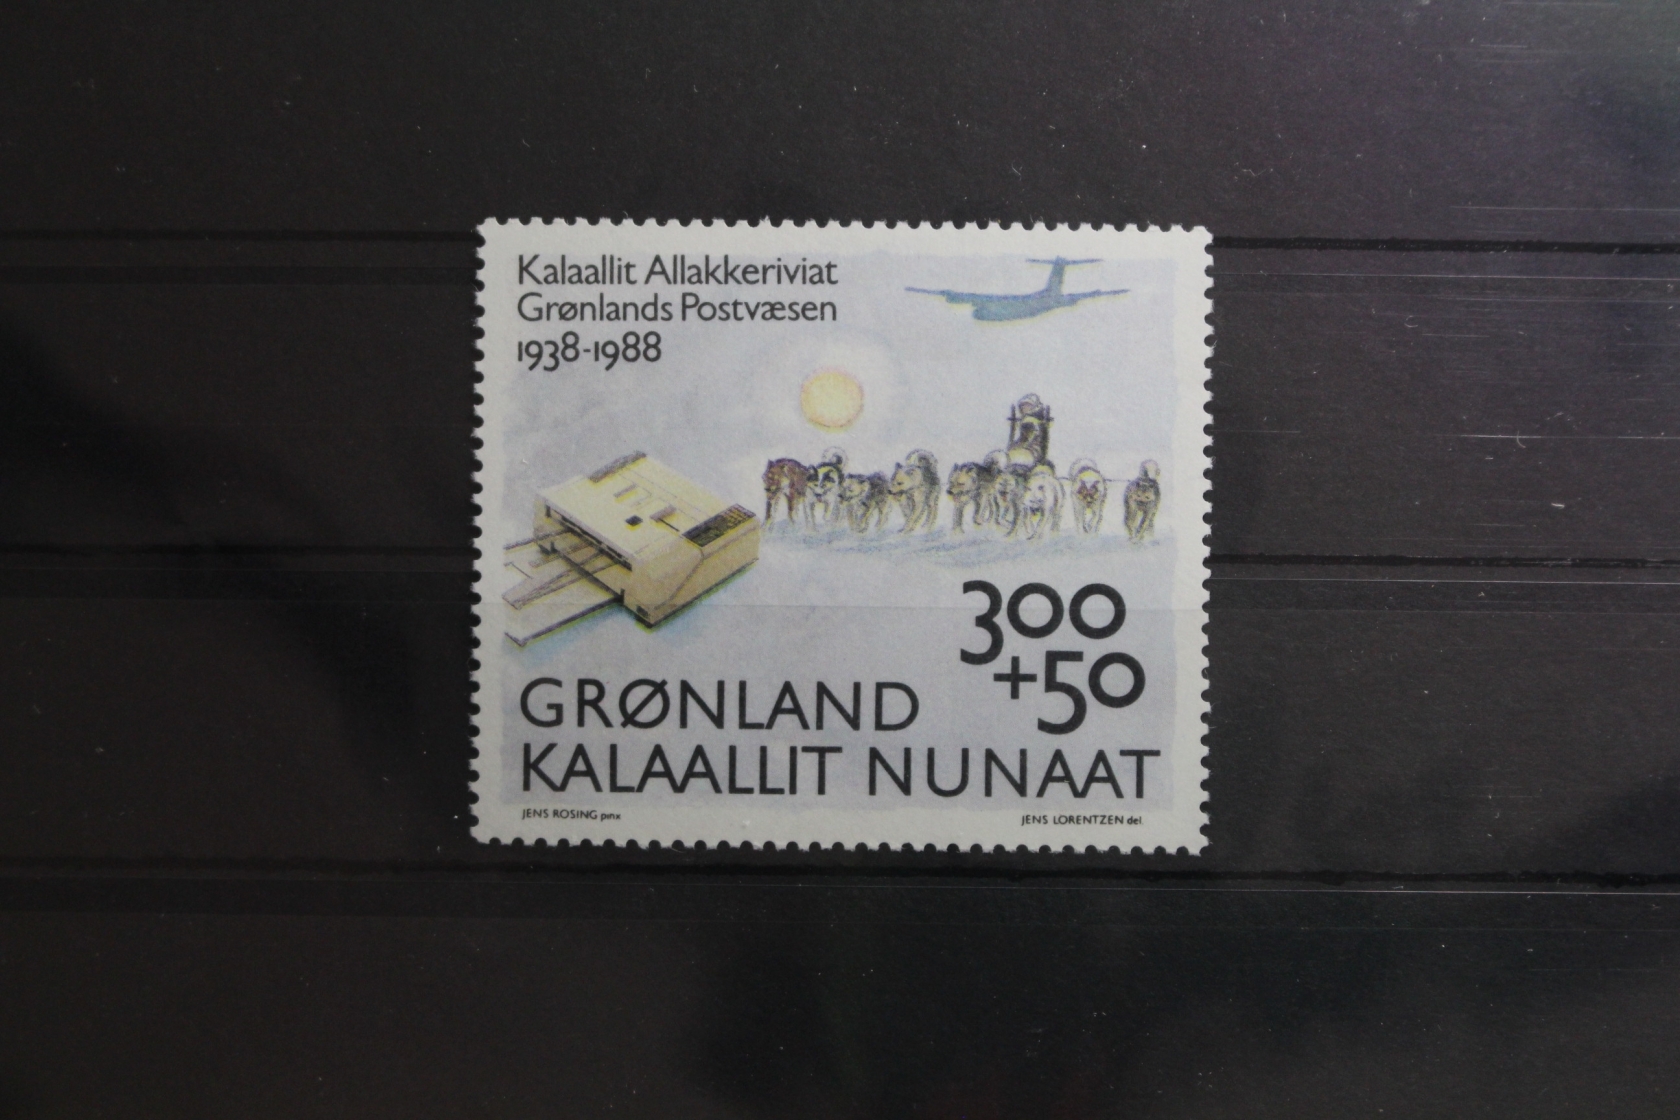 Kalaallit Allakkeriviat
Grønlands Postvæsen
1938-1988
300
+50
GRØNLAND
KALAALLIT NUNAAT
JENS ROSING pinx
JENS LORENTZEN del.